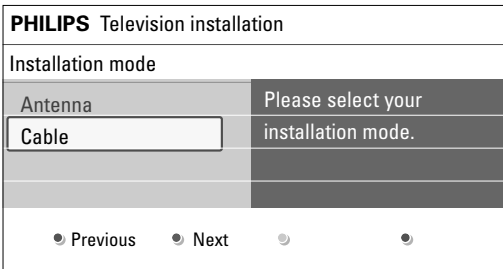 PHILIPS Television installation
Installation mode
Antenna
Cable
Please select your
installation mode.
Previous Next